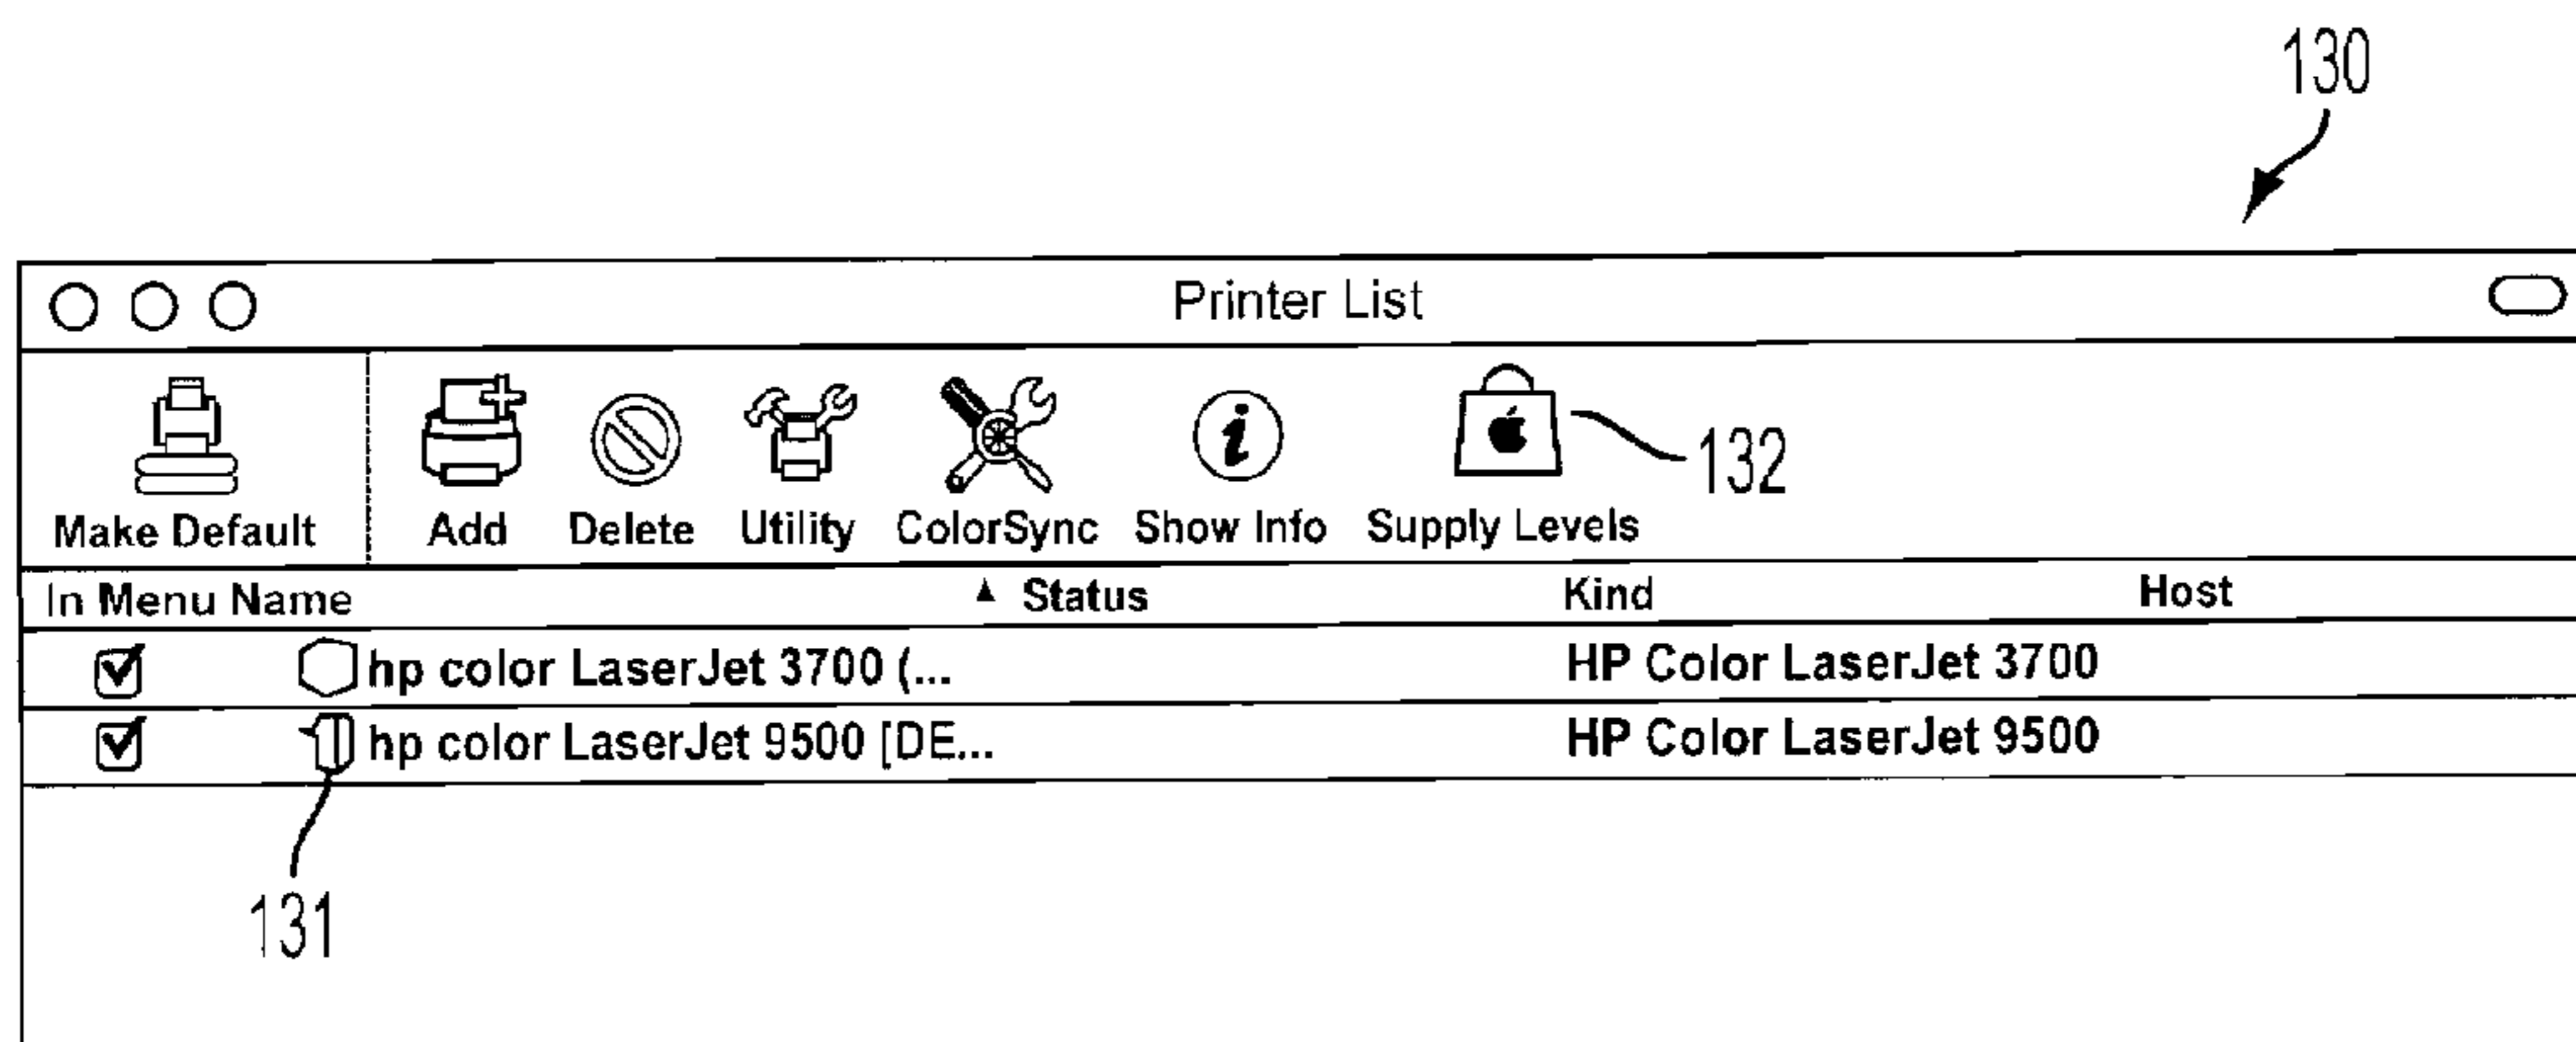 130
Printer List
132
Make Default Add Delete Utility ColorSync Show Info Supply Levels
In Menu Name ▲ Status Kind Host
hp color LaserJet 3700 (... HP Color LaserJet 3700
hp color LaserJet 9500 [DE... HP Color LaserJet 9500
131